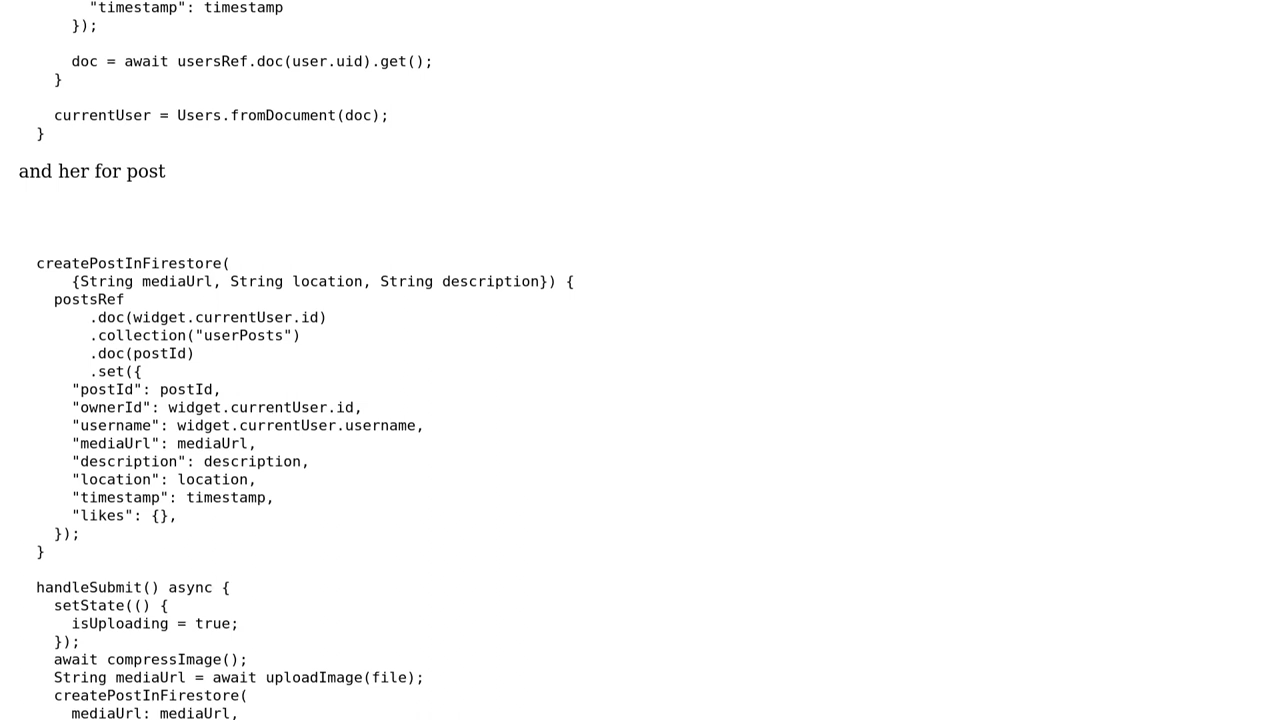 "timestamp": timestamp
});
doc = await usersRef.doc(user.uid).get();
}
currentUser = Users.fromDocument(doc);
}
and her for post
createPostInFirestore(
{String mediaUrl, String location, String description}) {
postsRef
.doc(widget.currentUser.id)
.collection("userPosts")
.doc(postId)
.set({
"postId": postId,
"ownerId": widget.currentUser.id,
"username": widget.currentUser.username,
"mediaUrl": mediaUrl,
"description": description,
"location": location,
"timestamp": timestamp,
"likes": {},
});
}
handleSubmit() async {
setState(() {
isUploading = true;
});
await compressImage();
String mediaUrl = await uploadImage(file);
createPostInFirestore(
mediaUrl: mediaUrl,